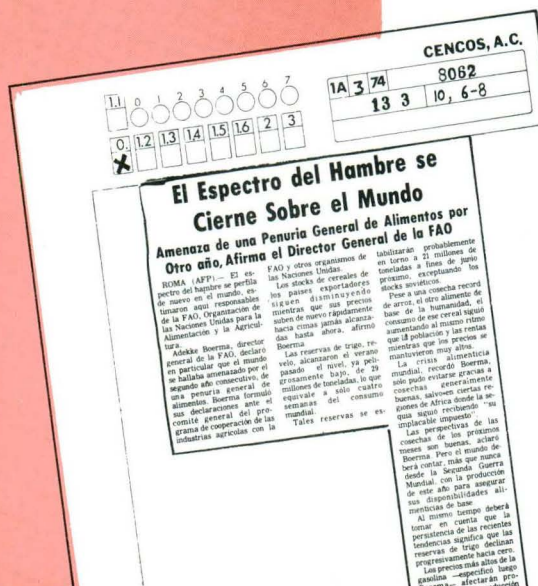 CENCOS, A.C.
1A 3 74 8062
13 3 10, 6-8
1.1 0 1 2 3 4 5 6 7
0. 1.2 1.3 1.4 1.5 1.6 2 3
El Espectro del Hambre se
Cierne Sobre el Mundo
Amenaza de una Penuria General de Alimentos por
Otro año, Afirma el Director General de la FAO
ROMA (AFP).— El es-
pectro del hambre se perfila
de nuevo en el mundo, es-
timaron aquí responsables
de la FAO, Organización de
las Naciones Unidas para la
Alimentación y la Agricul-
tura.
Adekke Boerma, director
general de la FAO, declaró
en particular que el mundo
se hallaba amenazado por el
segundo año consecutivo, de
una penuria general de
alimentos. Boerma formuló
sus declaraciones ante el
comité general del pro-
grama de cooperación de las
industrias agrícolas con la
FAO y otros organismos de
las Naciones Unidas.
Los stocks de cereales de
los países exportadores
siguen disminuyendo
mientras que sus precios
suben de nuevo rápidamente
hacia cimas jamás alcanza-
das hasta ahora, afirmó
Boerma
Las reservas de trigo, re-
veló, alcanzaron el verano
pasado el nivel, ya peli-
grosamente bajo, de 29
millones de toneladas, lo que
equivale a sólo cuatro
semanas del consumo
mundial.
Tales reservas se es-
tabilizarán probablemente
en torno a 21 millones de
toneladas a fines de junio
próximo, exceptuando los
stocks soviéticos.
Pese a una cosecha record
de arroz, el otro alimento de
base de la humanidad, el
consumo de ese cereal siguió
aumentando al mismo ritmo
que la población y las rentas
mientras que los precios se
mantuvieron muy altos.
La crisis alimenticia
mundial, recordó Boerma,
sólo pudo evitarse gracias a
cosechas generalmente
buenas, salvo en ciertas re-
giones de Africa donde la se-
quía siguió recibiendo "su
implacable impuesto".
Las perspectivas de las
cosechas de los próximos
meses son buenas, aclaró
Boerma. Pero el mundo de-
berá contar, más que nunca
desde la Segunda Guerra
Mundial, con la producción
de este año para asegurar
sus disponibilidades ali-
menticias de base
Al mismo tiempo deberá
tomar en cuenta que la
persistencia de las recientes
tendencias significa que las
reservas de trigo declinan
progresivamente hacia cero.
Los precios más altos de la
gasolina —especificó luego
afectarán pro-